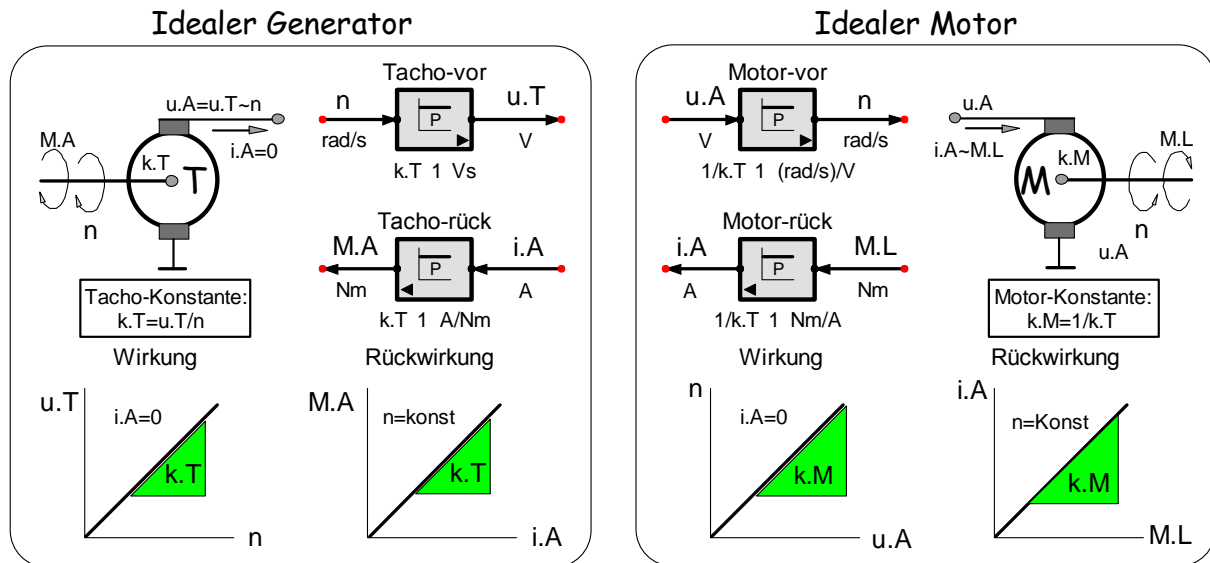 Idealer Generator
Tacho-vor
u.A=u.T~n
n
u.T
P
rad/s
V
k.T 1 Vs
M.A
i.A=0
k.T
T
n
Tacho-rück
M.A
i.A
P
Nm
A
k.T 1 A/Nm
Tacho-Konstante:
k.T=u.T/n
Wirkung
Rückwirkung
u.T
i.A=0
k.T
n
M.A
n=konst
k.T
i.A
Idealer Motor
Motor-vor
u.A
n
P
V
rad/s
1/k.T 1 (rad/s)/V
u.A
i.A~M.L
k.M
M
M.L
n
u.A
Motor-rück
i.A
M.L
P
A
Nm
1/k.T 1 Nm/A
Motor-Konstante:
k.M=1/k.T
Wirkung
Rückwirkung
n
i.A=0
k.M
u.A
i.A
n=Konst
k.M
M.L